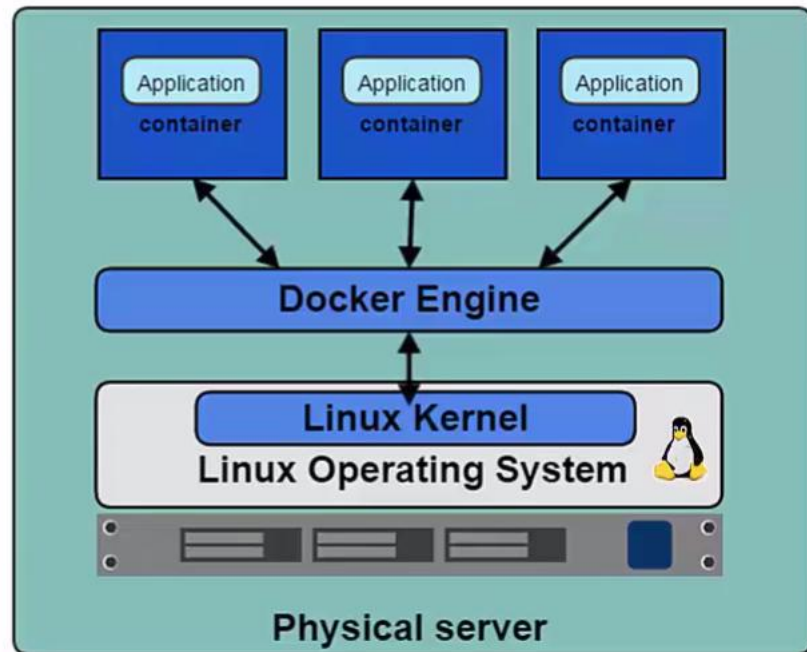 Application
container
Application
container
Application
container
Docker Engine
Linux Kernel
Linux Operating System
Physical server